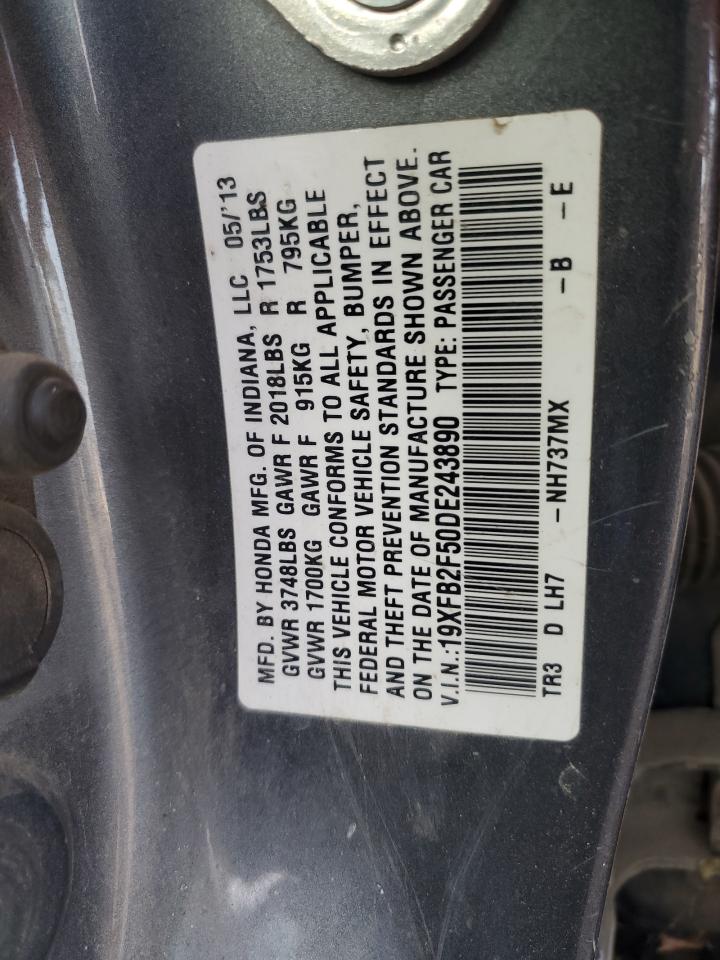 MFD. BY HONDA MFG. OF INDIANA, LLC 05/'13
GVWR 3748LBS GAWR F 2018LBS R 1753LBS
GVWR 1700KG GAWR F 915KG R 795KG
THIS VEHICLE CONFORMS TO ALL APPLICABLE
FEDERAL MOTOR VEHICLE SAFETY, BUMPER,
AND THEFT PREVENTION STANDARDS IN EFFECT
ON THE DATE OF MANUFACTURE SHOWN ABOVE.
V.I.N.:19XFB2F50DE243890 TYPE: PASSENGER CAR
TR3 D LH7 -NH737MX -B -E